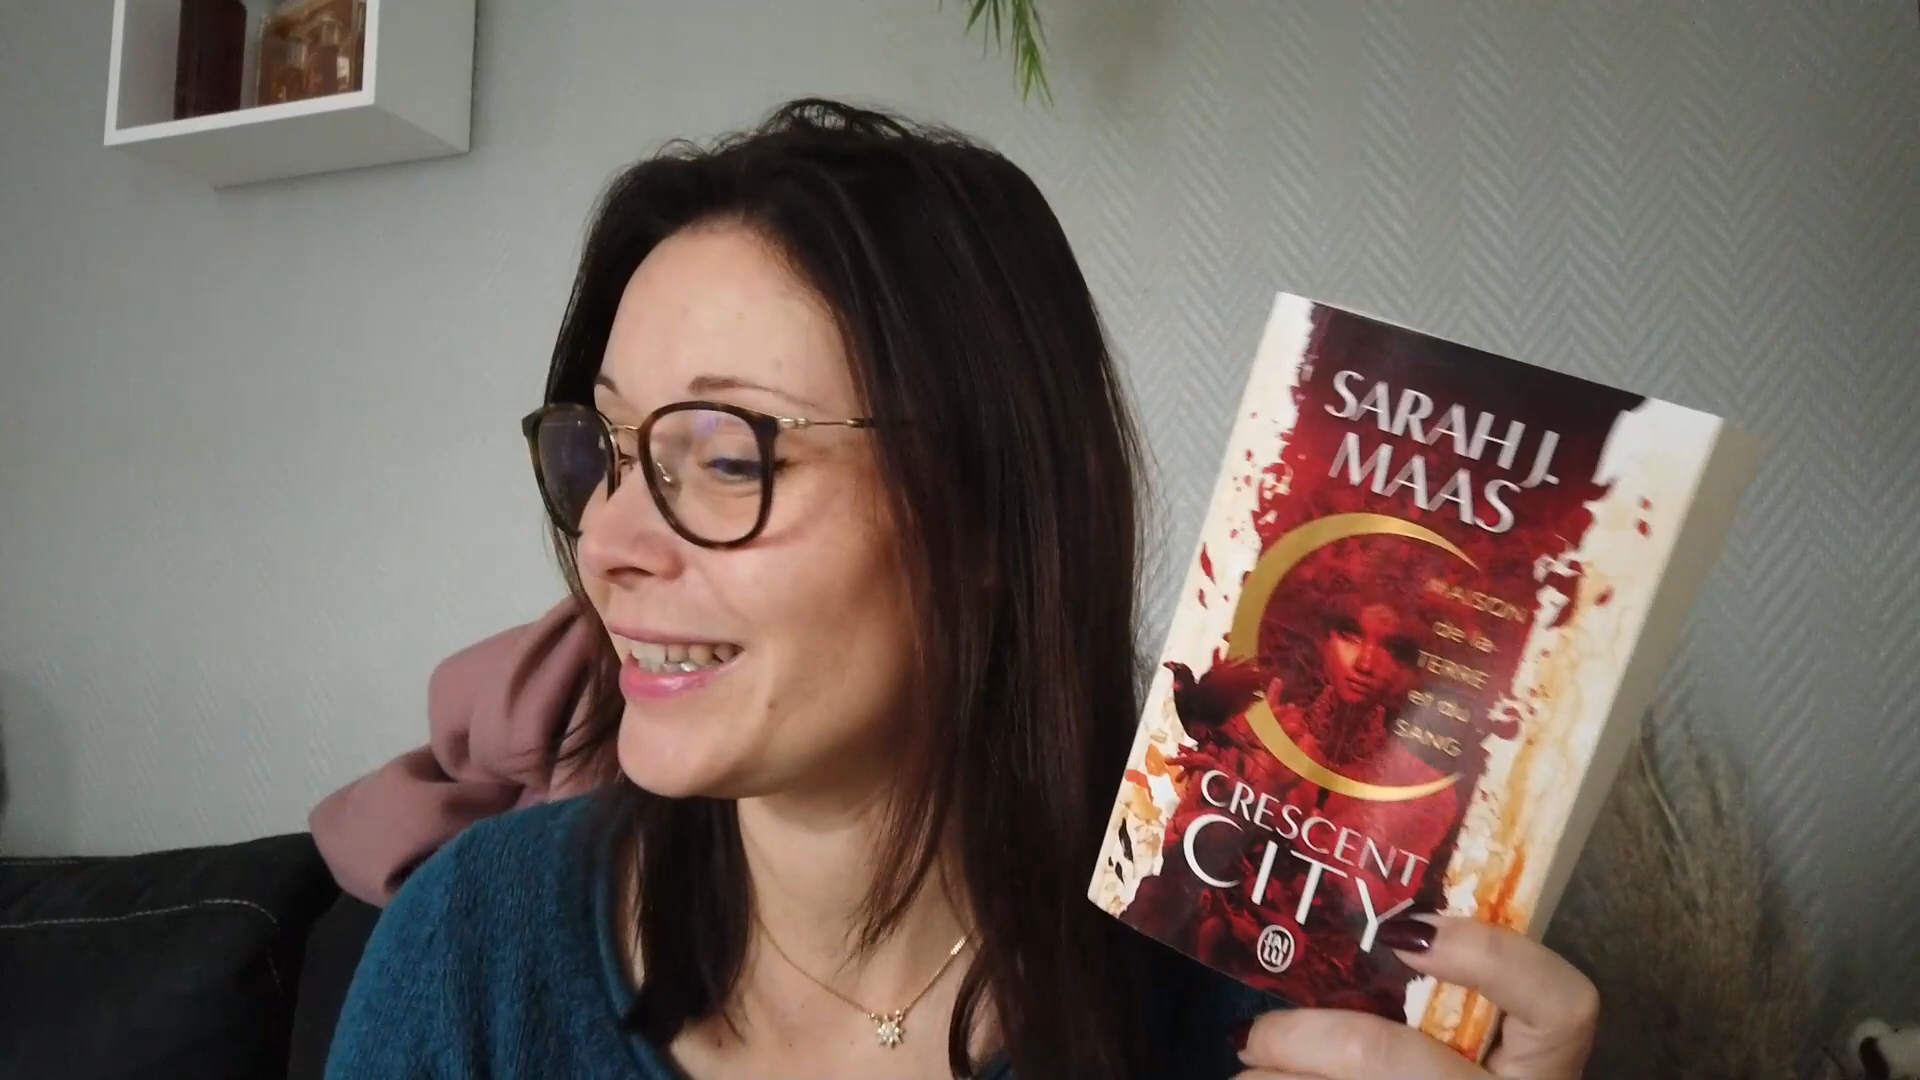 SARAH J.
MAAS
MAISON
de la
TERRE
et du
SANG
CRESCENT
CITY
J'AI
LU